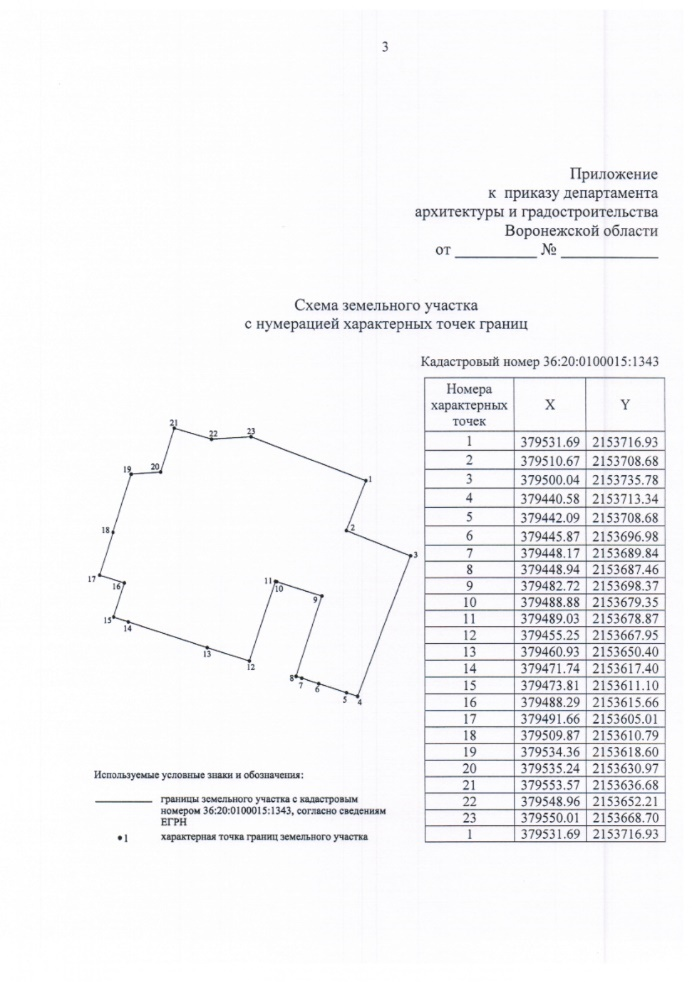 3
Приложение
к приказу департамента
архитектуры и градостроительства
Воронежской области
от ___________ № _____________
Схема земельного участка
с нумерацией характерных точек границ
Кадастровый номер 36:20:0100015:1343
Номера характерных точек X Y
1 379531.69 2153716.93
2 379510.67 2153708.68
3 379500.04 2153735.78
4 379440.58 2153713.34
5 379442.09 2153708.68
6 379445.87 2153696.98
7 379448.17 2153689.84
8 379448.94 2153687.46
9 379482.72 2153698.37
10 379488.88 2153679.35
11 379489.03 2153678.87
12 379455.25 2153667.95
13 379460.93 2153650.40
14 379471.74 2153617.40
15 379473.81 2153611.10
16 379488.29 2153615.66
17 379491.66 2153605.01
18 379509.87 2153610.79
19 379534.36 2153618.60
20 379535.24 2153630.97
21 379553.57 2153636.68
22 379548.96 2153652.21
23 379550.01 2153668.70
1 379531.69 2153716.93
21
22
23
1
19
20
2
18
3
17
16
11
10
9
15
14
13
12
8
7
6
5
4
Используемые условные знаки и обозначения:
границы земельного участка с кадастровым
номером 36:20:0100015:1343, согласно сведениям
ЕГРН
•1 характерная точка границ земельного участка